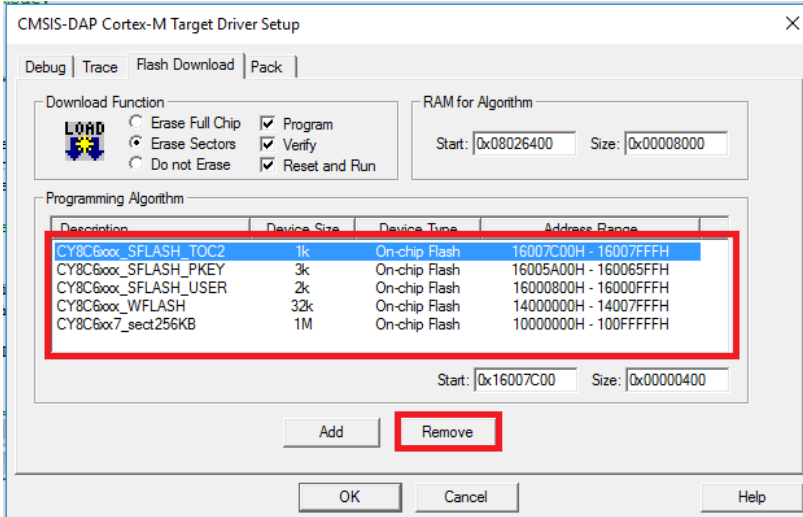 CMSIS-DAP Cortex-M Target Driver Setup
Debug Trace Flash Download Pack
Download Function
LOAD
Erase Full Chip Program
Erase Sectors Verify
Do not Erase Reset and Run
RAM for Algorithm
Start: 0x08026400 Size: 0x00008000
Programming Algorithm
Description Device Size Device Type Address Range
CY8C6xxx_SFLASH_TOC2 1k On-chip Flash 16007C00H - 16007FFFH
CY8C6xxx_SFLASH_PKEY 3k On-chip Flash 16005A00H - 160065FFH
CY8C6xxx_SFLASH_USER 2k On-chip Flash 16000800H - 16000FFFH
CY8C6xxx_WFLASH 32k On-chip Flash 14000000H - 14007FFFH
CY8C6xx7_sect256KB 1M On-chip Flash 10000000H - 100FFFFFH
Start: 0x16007C00 Size: 0x00000400
Add Remove
OK Cancel Help